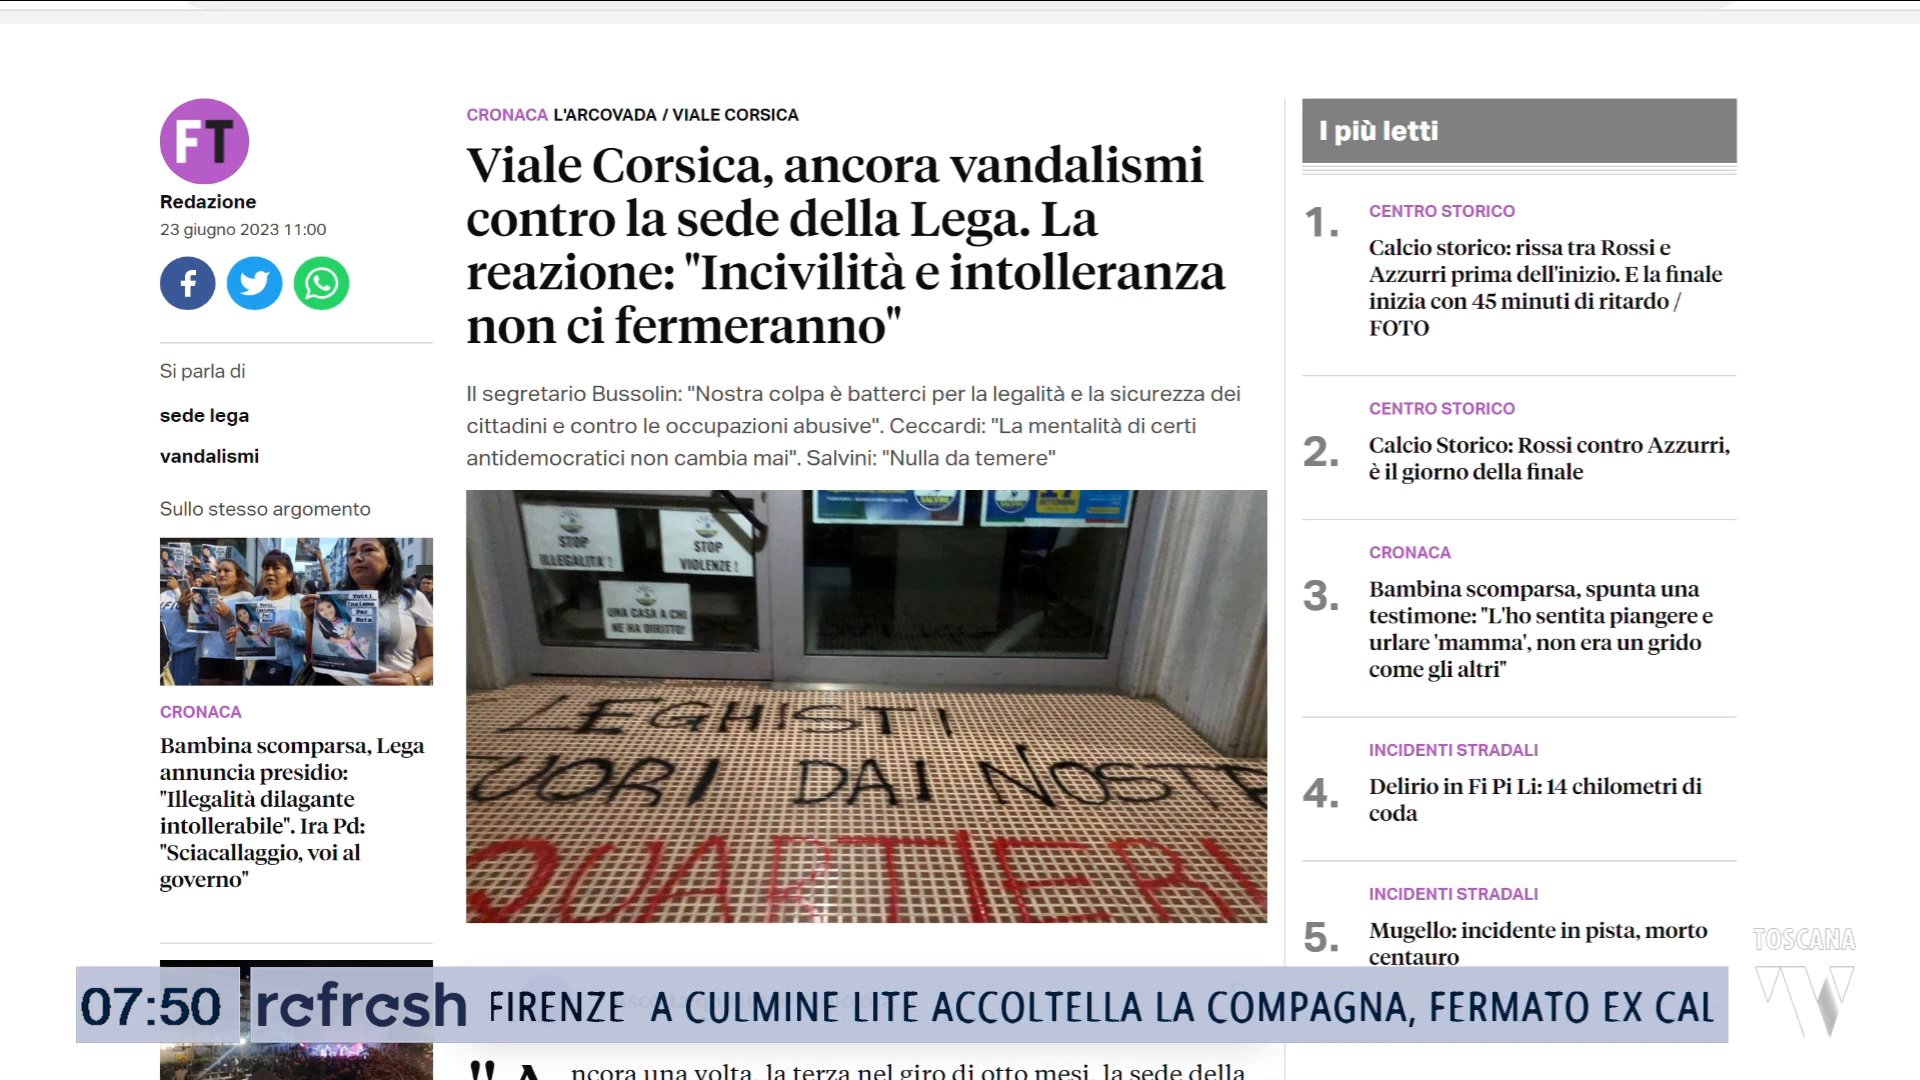 FT
Redazione
23 giugno 2023 11:00
Si parla di
sede lega
vandalismi
Sullo stesso argomento
Tutti
Insieme
Per
Kata
CRONACA
Bambina scomparsa, Lega
annuncia presidio:
"Illegalità dilagante
intollerabile". Ira Pd:
"Sciacallaggio, voi al
governo"
CRONACA L'ARCOVADA / VIALE CORSICA
Viale Corsica, ancora vandalismi
contro la sede della Lega. La
reazione: "Incivilità e intolleranza
non ci fermeranno"
Il segretario Bussolin: "Nostra colpa è batterci per la legalità e la sicurezza dei
cittadini e contro le occupazioni abusive". Ceccardi: "La mentalità di certi
antidemocratici non cambia mai". Salvini: "Nulla da temere"
SALVINI
SALVINI
STOP
ILLEGALITA'!
STOP
VIOLENZE!
UNA CASA A CHI
NE HA DIRITTO!
LEGHISTI
FUORI DAI NOSTR
QUARTIERI
ncora una volta, la terza nel giro di otto mesi, la sede della
I più letti
1.
CENTRO STORICO
Calcio storico: rissa tra Rossi e
Azzurri prima dell'inizio. E la finale
inizia con 45 minuti di ritardo /
FOTO
2.
CENTRO STORICO
Calcio Storico: Rossi contro Azzurri,
è il giorno della finale
3.
CRONACA
Bambina scomparsa, spunta una
testimone: "L'ho sentita piangere e
urlare 'mamma', non era un grido
come gli altri"
4.
INCIDENTI STRADALI
Delirio in Fi Pi Li: 14 chilometri di
coda
5.
INCIDENTI STRADALI
Mugello: incidente in pista, morto
centauro
TOSCANA
TV
07:50 refresh FIRENZE A CULMINE LITE ACCOLTELLA LA COMPAGNA, FERMATO EX CAL